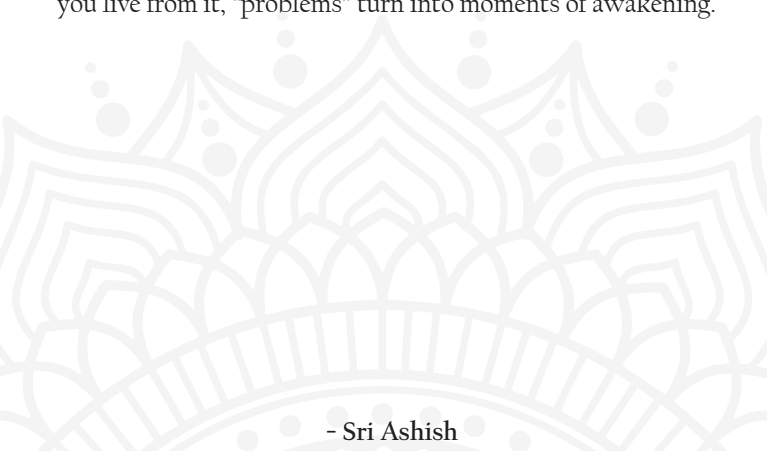 you live from it, "problems" turn into moments of awakening.
- Sri Ashish